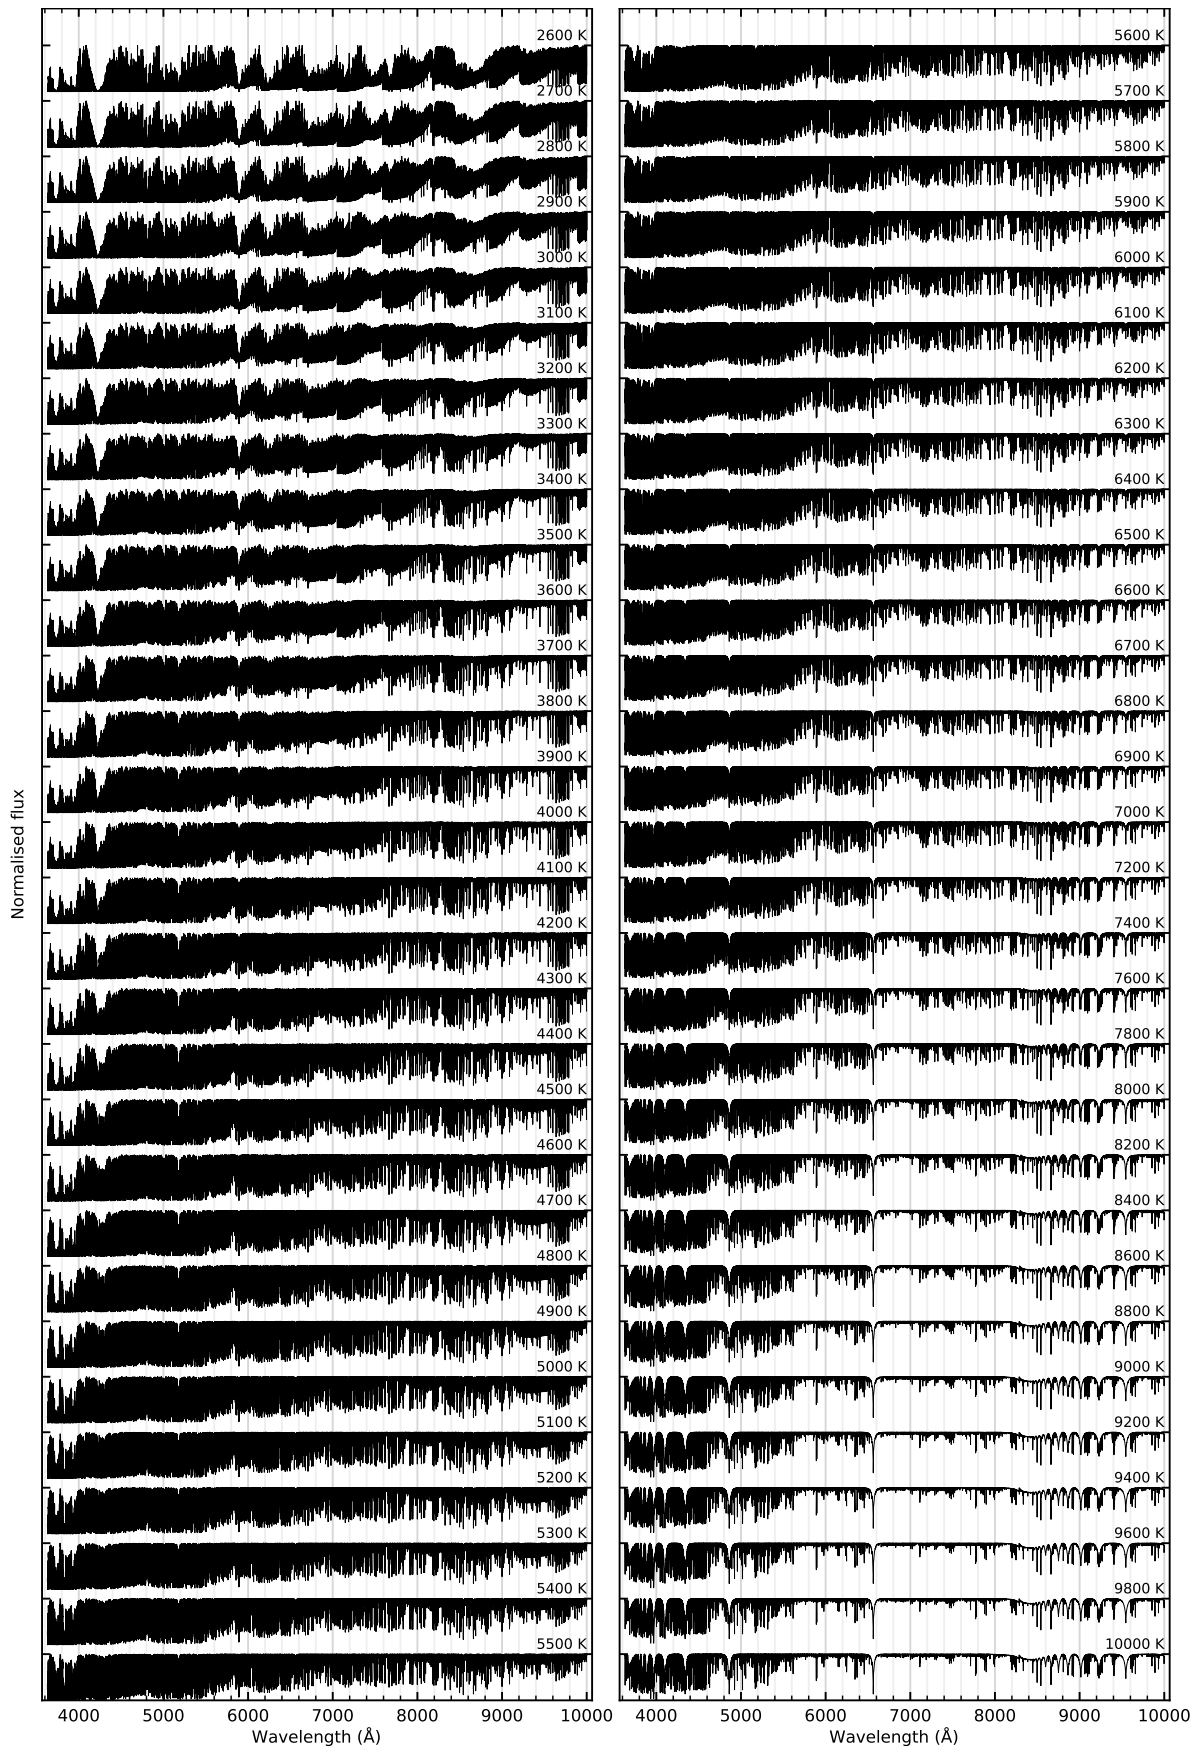 2600 K
2700 K
2800 K
2900 K
3000 K
3100 K
3200 K
3300 K
3400 K
3500 K
3600 K
3700 K
3800 K
3900 K
4000 K
4100 K
4200 K
4300 K
4400 K
4500 K
4600 K
4700 K
4800 K
4900 K
5000 K
5100 K
5200 K
5300 K
5400 K
5500 K
Normalised flux
4000 5000 6000 7000 8000 9000 10000
Wavelength (Å)
5600 K
5700 K
5800 K
5900 K
6000 K
6100 K
6200 K
6300 K
6400 K
6500 K
6600 K
6700 K
6800 K
6900 K
7000 K
7200 K
7400 K
7600 K
7800 K
8000 K
8200 K
8400 K
8600 K
8800 K
9000 K
9200 K
9400 K
9600 K
9800 K
10000 K
4000 5000 6000 7000 8000 9000 10000
Wavelength (Å)